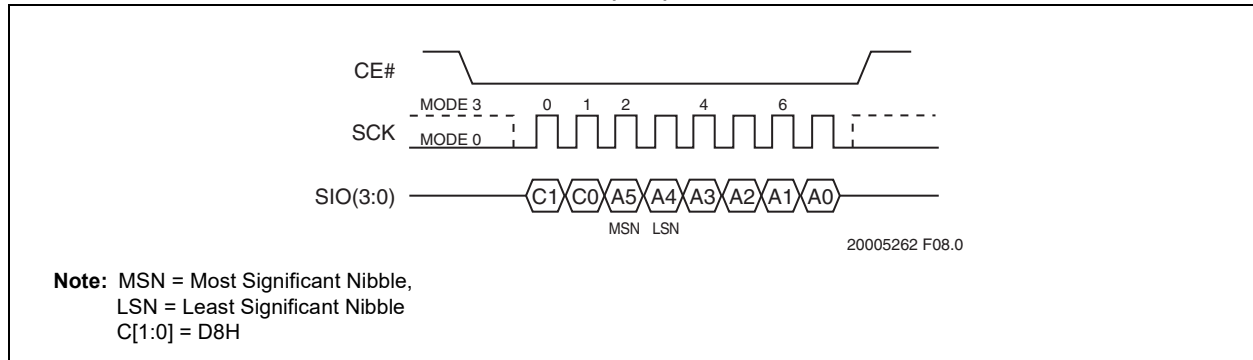 CE#
MODE 3 0 1 2 4 6
SCK
MODE 0
SIO(3:0) C1 C0 A5 A4 A3 A2 A1 A0
MSN LSN
20005262 F08.0
Note: MSN = Most Significant Nibble,
LSN = Least Significant Nibble
C[1:0] = D8H